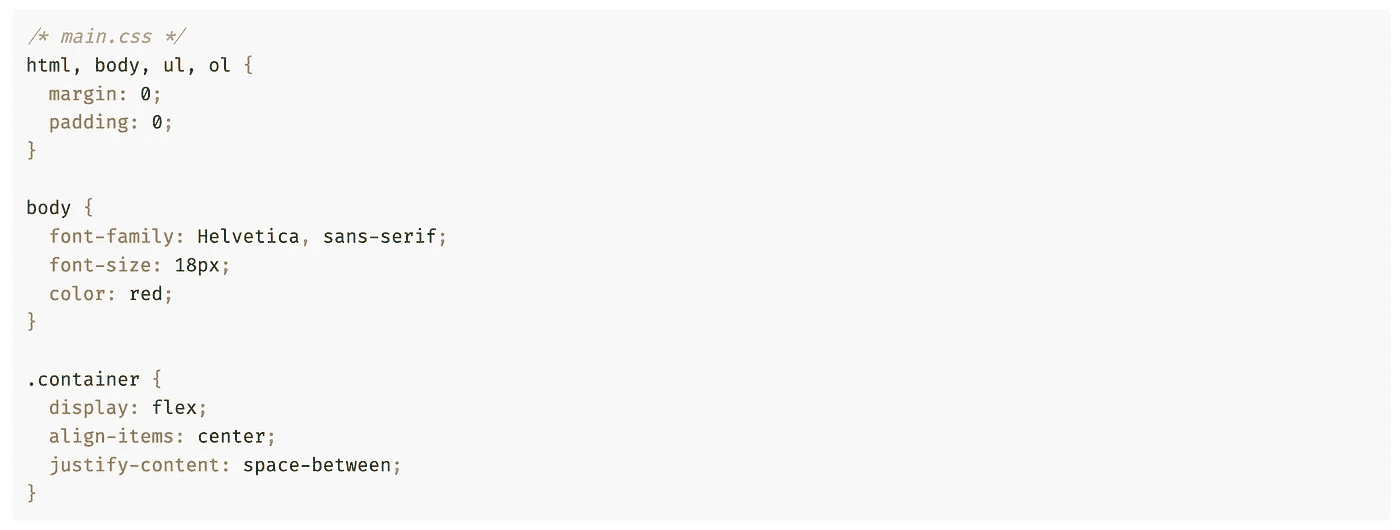 /* main.css */
html, body, ul, ol {
  margin: 0;
  padding: 0;
}

body {
  font-family: Helvetica, sans-serif;
  font-size: 18px;
  color: red;
}

.container {
  display: flex;
  align-items: center;
  justify-content: space-between;
}